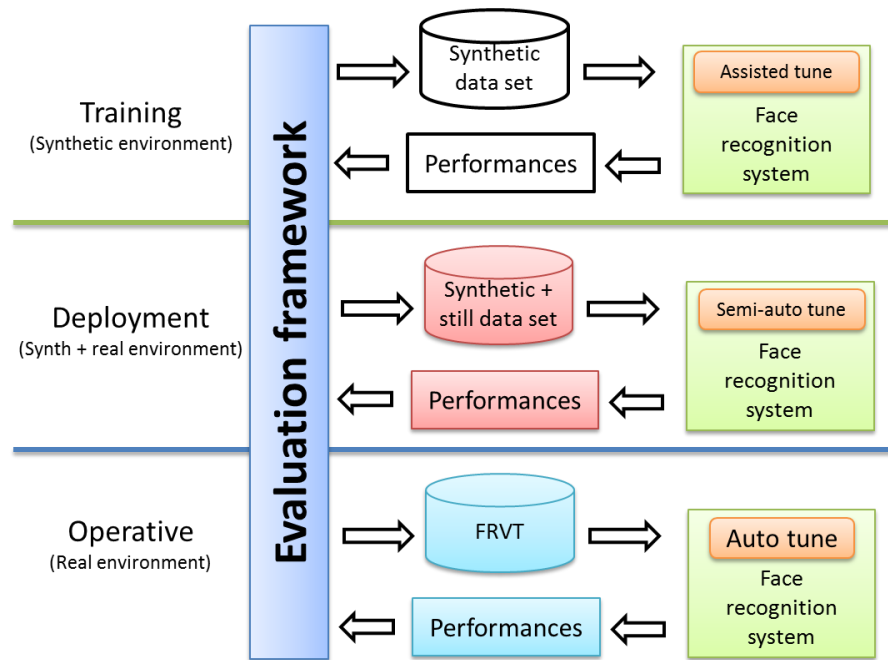 Evaluation framework
Training
(Synthetic environment)
Synthetic
data set
Assisted tune
Face
recognition
system
Performances
Deployment
(Synth + real environment)
Synthetic +
still data set
Semi-auto tune
Face
recognition
system
Performances
Operative
(Real environment)
FRVT
Auto tune
Face
recognition
system
Performances